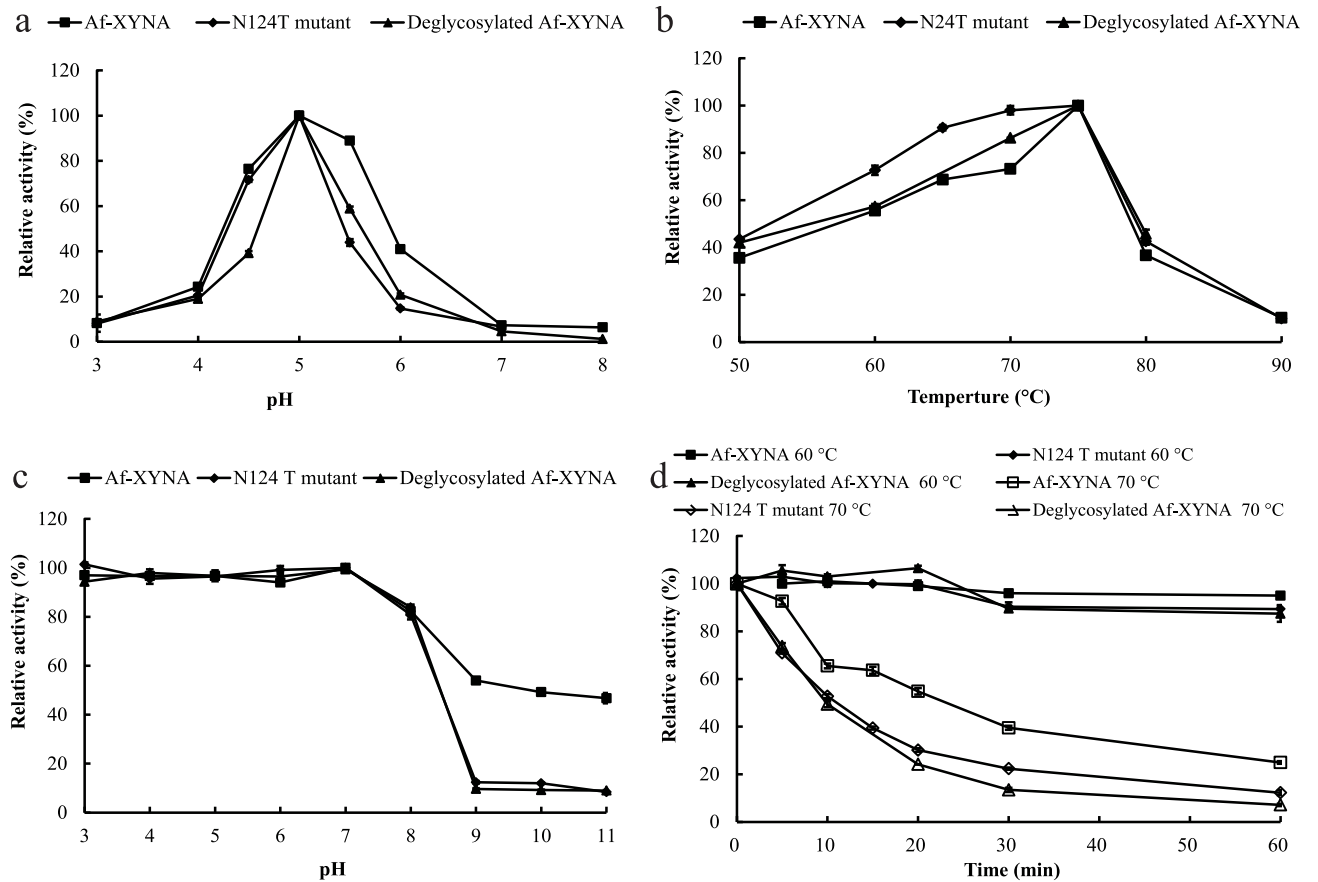 a
Af-XYNA N124T mutant Deglycosylated Af-XYNA
120
100
80
60
40
20
0
Relative activity (%)
3 4 5 6 7 8
pH
b
Af-XYNA N24T mutant Deglycosylated Af-XYNA
120
100
80
60
40
20
0
Relative activity (%)
50 60 70 80 90
Temperture (°C)
c
Af-XYNA N124 T mutant Deglycosylated Af-XYNA
120
100
80
60
40
20
0
Relative activity (%)
3 4 5 6 7 8 9 10 11
pH
d
Af-XYNA 60 °C N124 T mutant 60 °C
Deglycosylated Af-XYNA 60 °C Af-XYNA 70 °C
N124 T mutant 70 °C Deglycosylated Af-XYNA 70 °C
120
100
80
60
40
20
0
Relative activity (%)
0 10 20 30 40 50 60
Time (min)